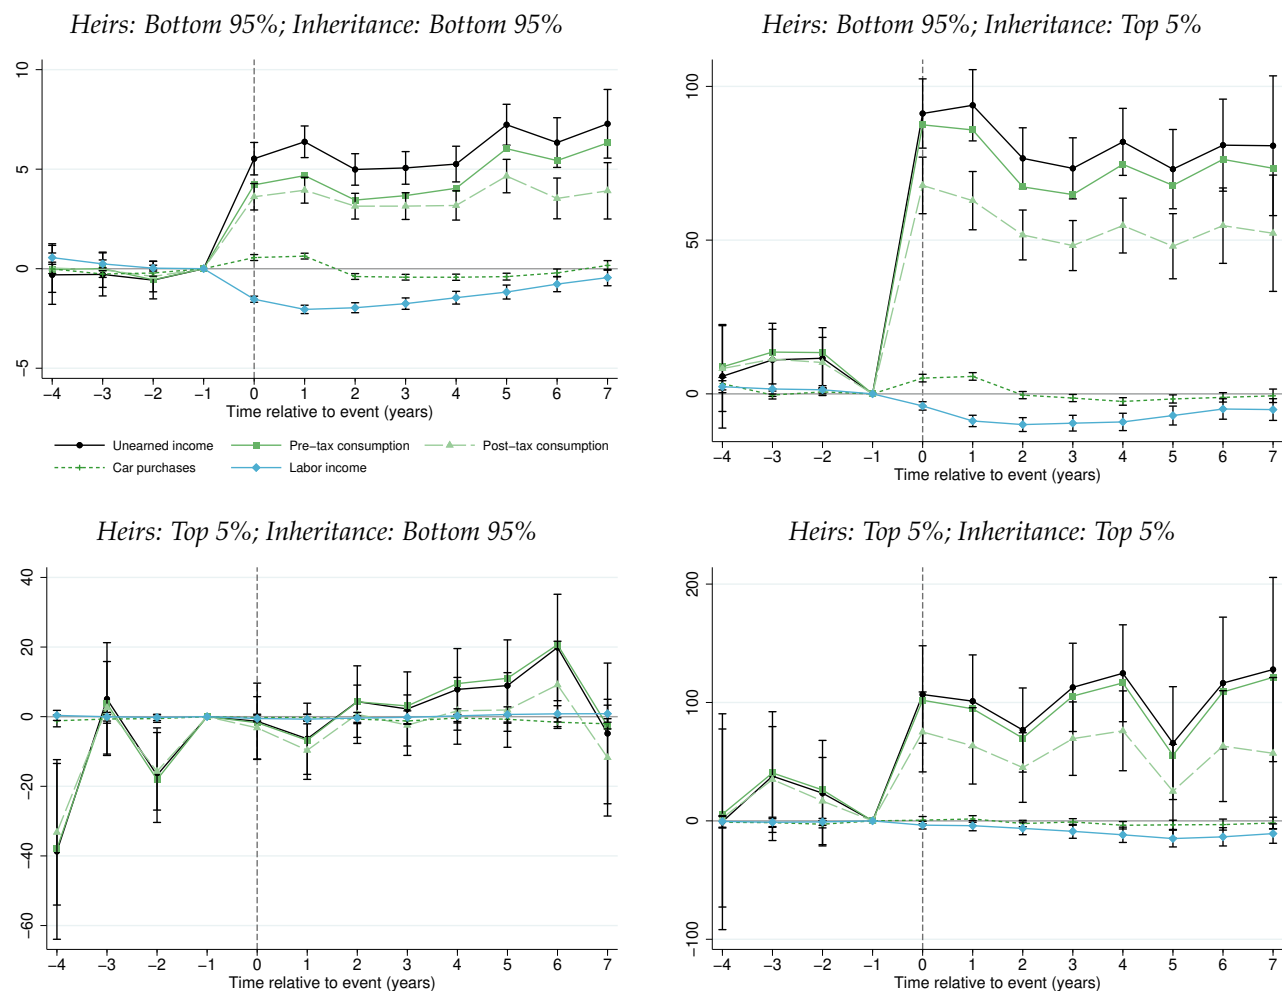 Heirs: Bottom 95%; Inheritance: Bottom 95%
10
5
0
−5
−4 −3 −2 −1 0 1 2 3 4 5 6 7
Time relative to event (years)
Unearned income Pre-tax consumption Post-tax consumption
Car purchases Labor income
Heirs: Bottom 95%; Inheritance: Top 5%
100
50
0
−4 −3 −2 −1 0 1 2 3 4 5 6 7
Time relative to event (years)
Heirs: Top 5%; Inheritance: Bottom 95%
40
20
0
−20
−40
−60
−4 −3 −2 −1 0 1 2 3 4 5 6 7
Time relative to event (years)
Heirs: Top 5%; Inheritance: Top 5%
200
100
0
−100
−4 −3 −2 −1 0 1 2 3 4 5 6 7
Time relative to event (years)